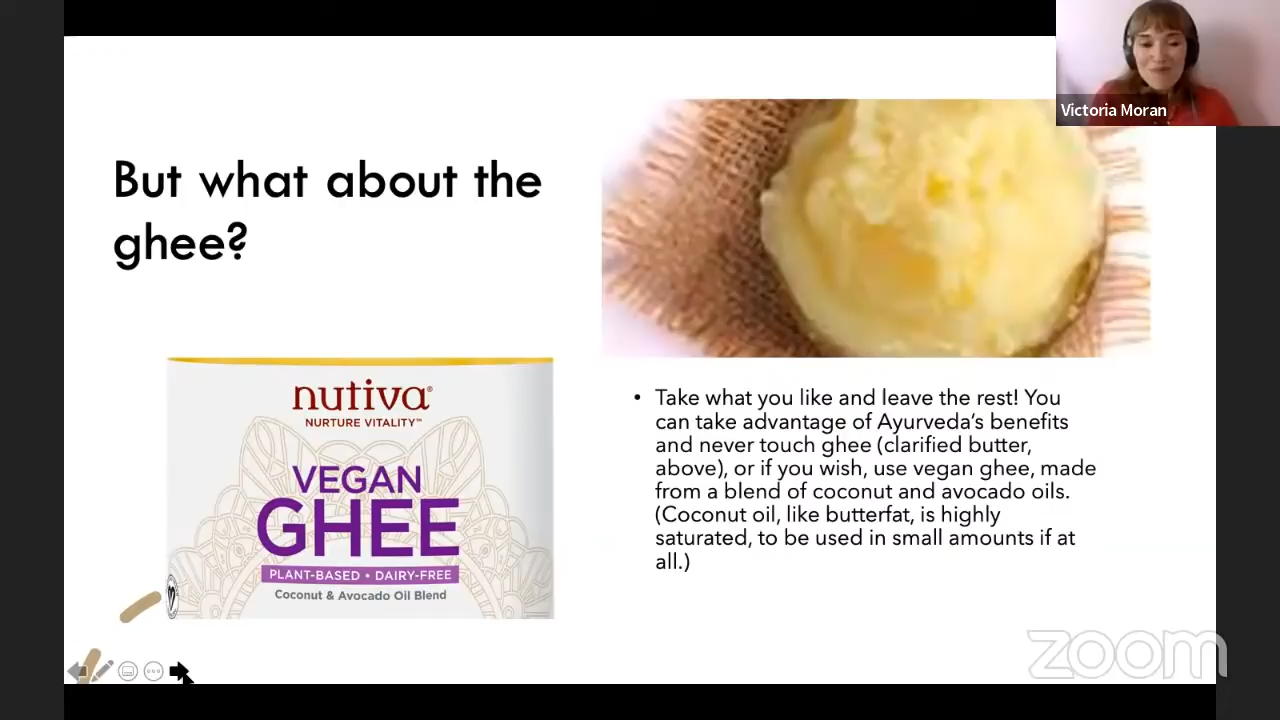 Victoria Moran
But what about the
ghee?
nutiva®
NURTURE VITALITY™
VEGAN
GHEE
PLANT-BASED • DAIRY-FREE
Coconut & Avocado Oil Blend
• Take what you like and leave the rest! You
can take advantage of Ayurveda's benefits
and never touch ghee (clarified butter,
above), or if you wish, use vegan ghee, made
from a blend of coconut and avocado oils.
(Coconut oil, like butterfat, is highly
saturated, to be used in small amounts if at
all.)
zoom